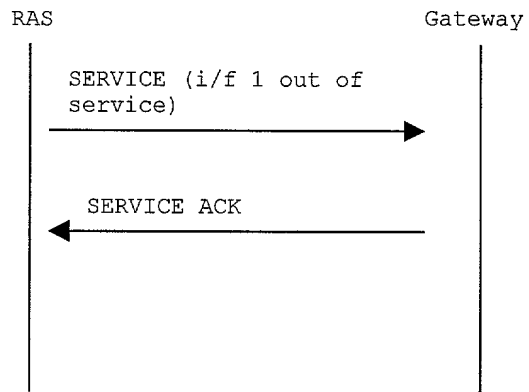 RAS
Gateway
SERVICE (i/f 1 out of
service)
SERVICE ACK